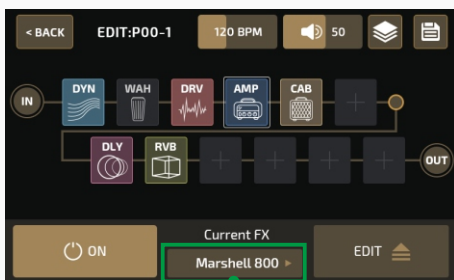 < BACK EDIT:P00-1 120 BPM 50
DYN WAH DRV AMP CAB
IN
DLY RVB
OUT
Current FX
ON Marshell 800 EDIT